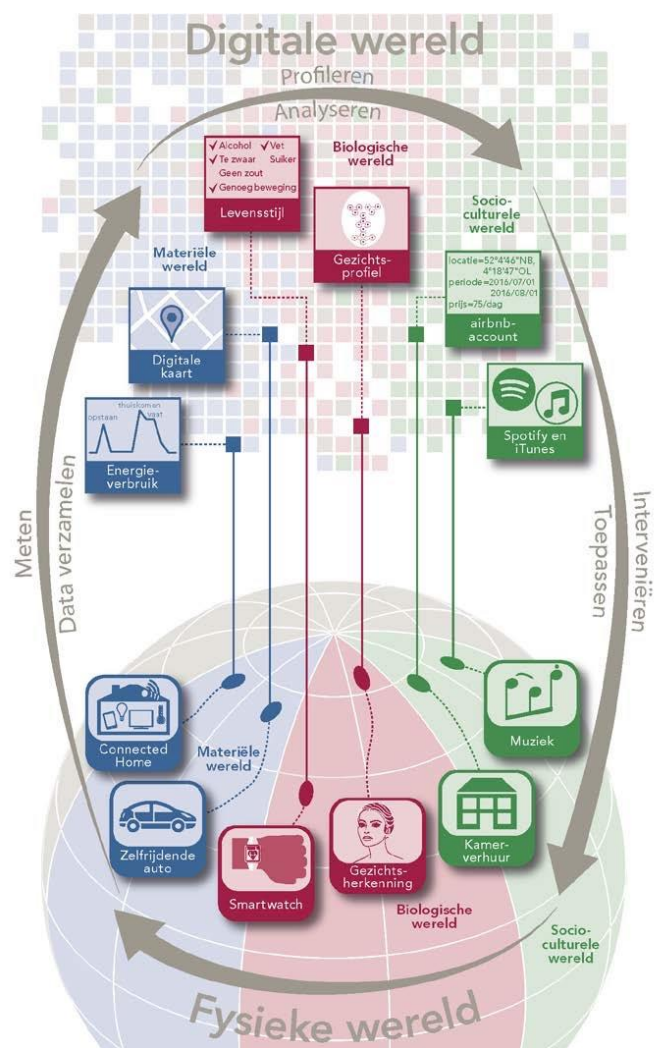 Digitale wereld
Profileren
Analyseren
✓ Alcohol ✓ Vet
✓ Te zwaar Suiker
Geen zout
✓ Genoeg beweging
Levensstijl
Biologische
wereld
Gezichts-
profiel
Socio-
culturele
wereld
locatie=52°4'46"NB,
4°18'47"OL
periode=2016/07/01
2016/08/01
prijs=75/dag
airbnb-
account
Materiële
wereld
Digitale
kaart
Spotify en
iTunes
thuiskomen
opstaan
vaat
Energie-
verbruik
Meten
Data verzamelen
Interveniëren
Toepassen
Connected
Home
Materiële
wereld
Zelfrijdende
auto
Smartwatch
Gezichts-
herkenning
Biologische
wereld
Kamer-
verhuur
Muziek
Socio-
culturele
wereld
Fysieke wereld